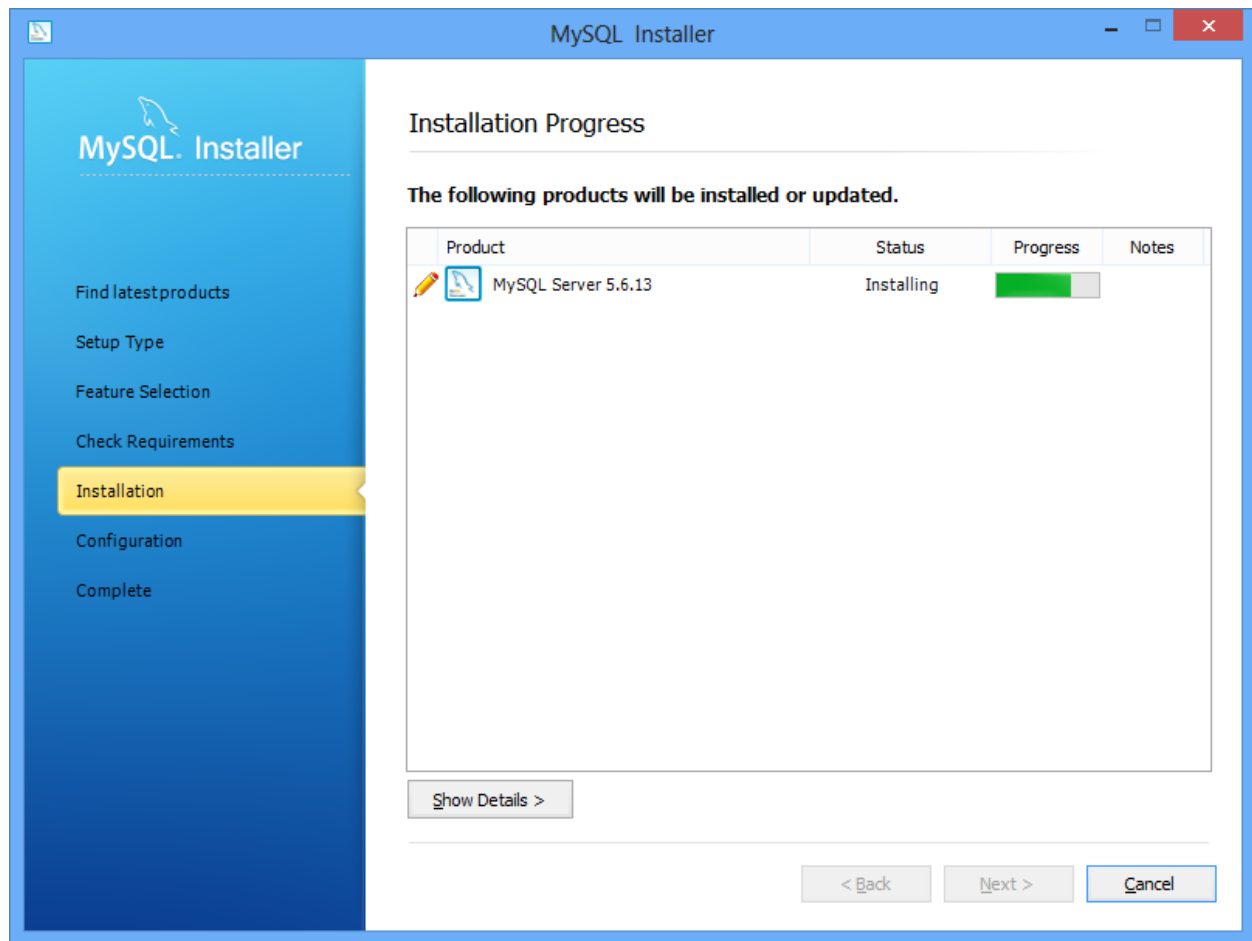 MySQL Installer
MySQL. Installer
Installation Progress
The following products will be installed or updated.
Product Status Progress Notes
MySQL Server 5.6.13 Installing
Find latest products
Setup Type
Feature Selection
Check Requirements
Installation
Configuration
Complete
Show Details >
< Back Next > Cancel